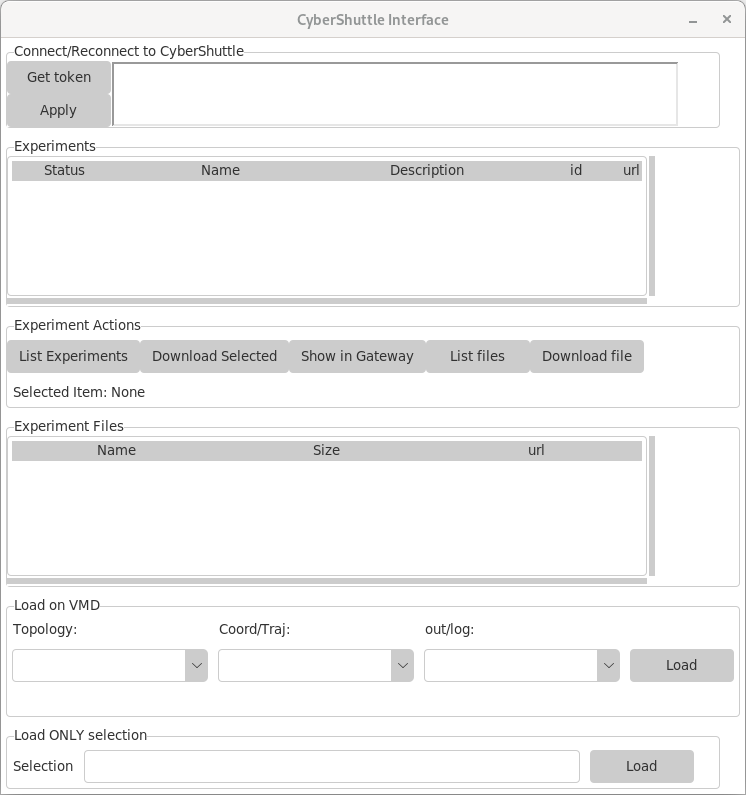 CyberShuttle Interface
Connect/Reconnect to CyberShuttle
Get token
Apply
Experiments
Status Name Description id url
Experiment Actions
List Experiments Download Selected Show in Gateway List files Download file
Selected Item: None
Experiment Files
Name Size url
Load on VMD
Topology: Coord/Traj: out/log:
Load
Load ONLY selection
Selection Load